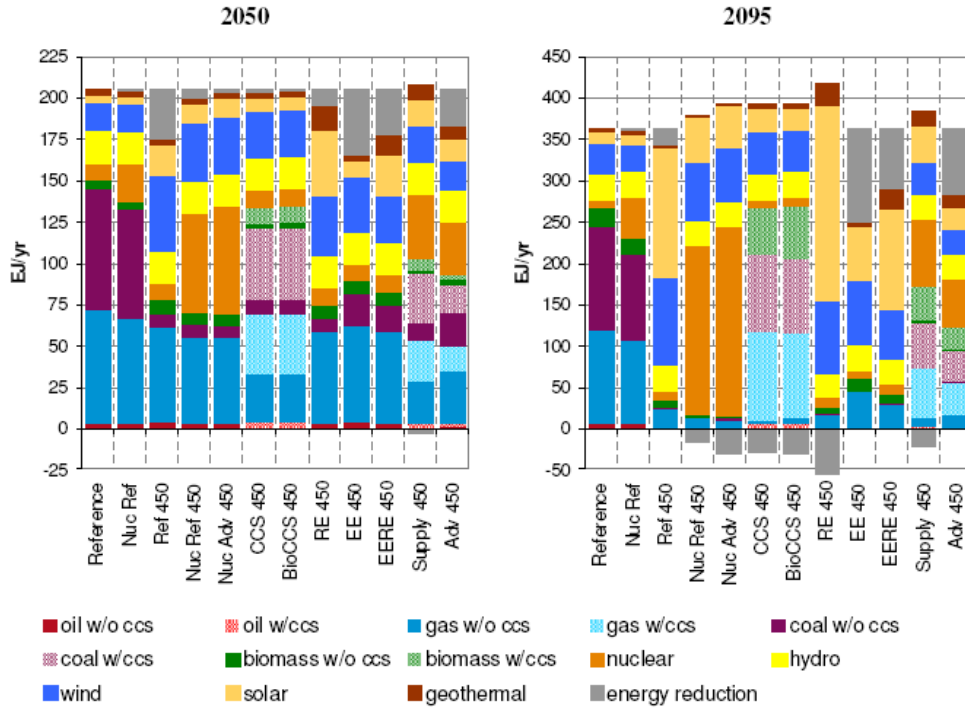 2050
2095
EJ/yr
225
200
175
150
125
100
75
50
25
0
-25
Reference
Nuc Ref
Ref 450
Nuc Ref 450
Nuc Adv 450
CCS 450
BioCCS 450
RE 450
EE 450
EERE 450
Supply 450
Adv 450
EJ/yr
450
400
350
300
250
200
150
100
50
0
-50
Reference
Nuc Ref
Ref 450
Nuc Ref 450
Nuc Adv 450
CCS 450
BioCCS 450
RE 450
EE 450
EERE 450
Supply 450
Adv 450
oil w/o ccs oil w/ccs gas w/o ccs gas w/ccs coal w/o ccs
coal w/ccs biomass w/o ccs biomass w/ccs nuclear hydro
wind solar geothermal energy reduction